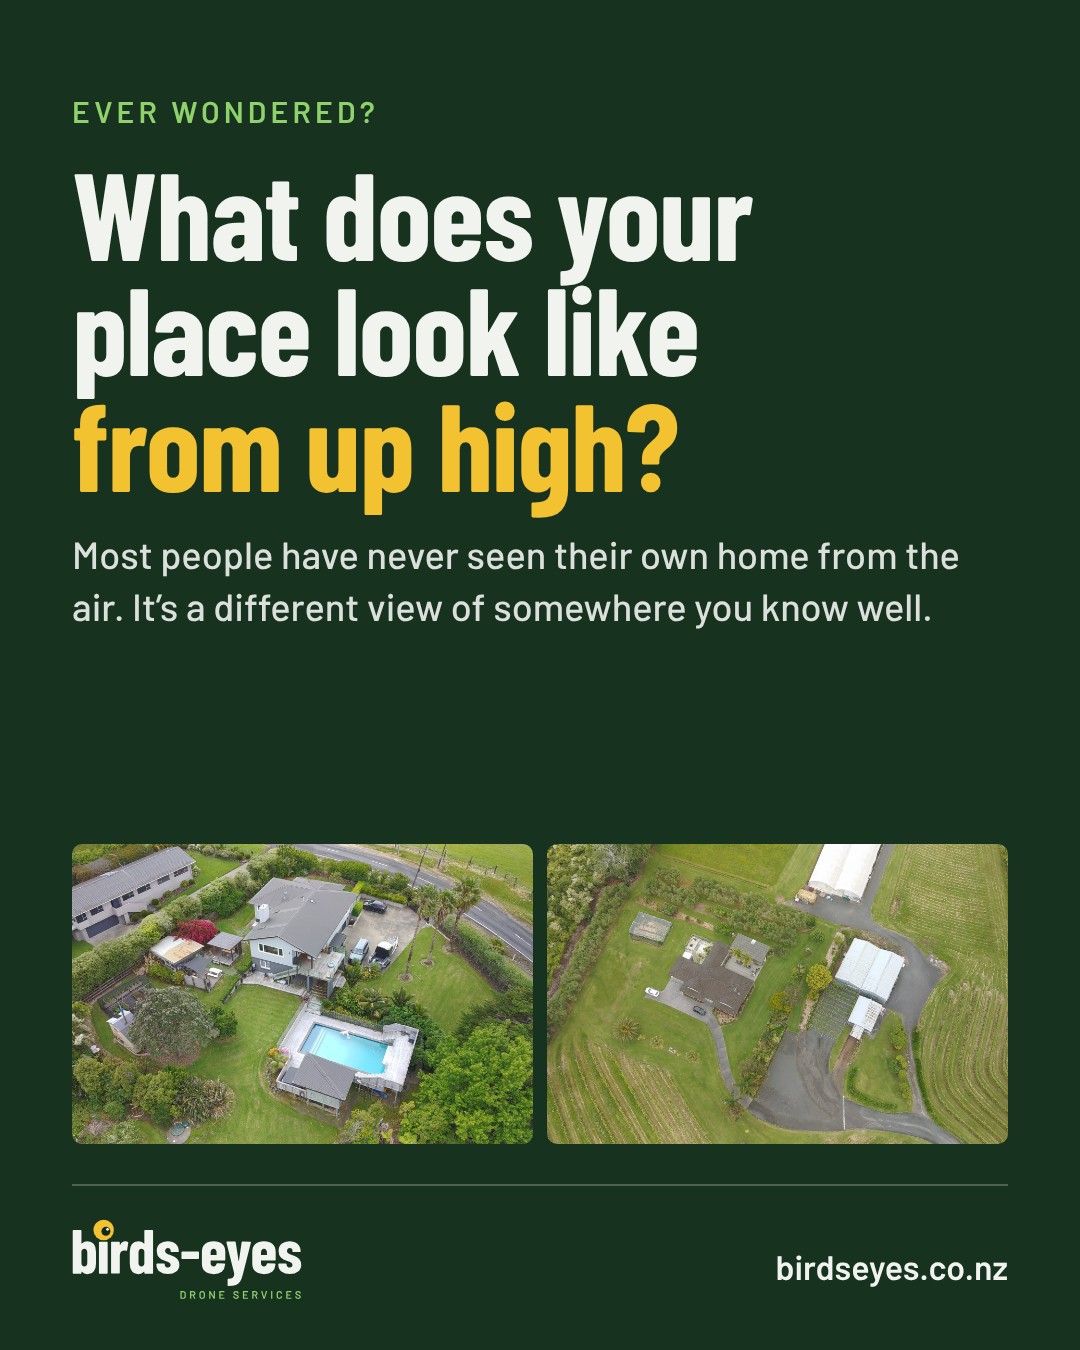 EVER WONDERED?
What does your
place look like
from up high?
Most people have never seen their own home from the
air. It’s a different view of somewhere you know well.
birds-eyes
DRONE SERVICES
birdseyes.co.nz